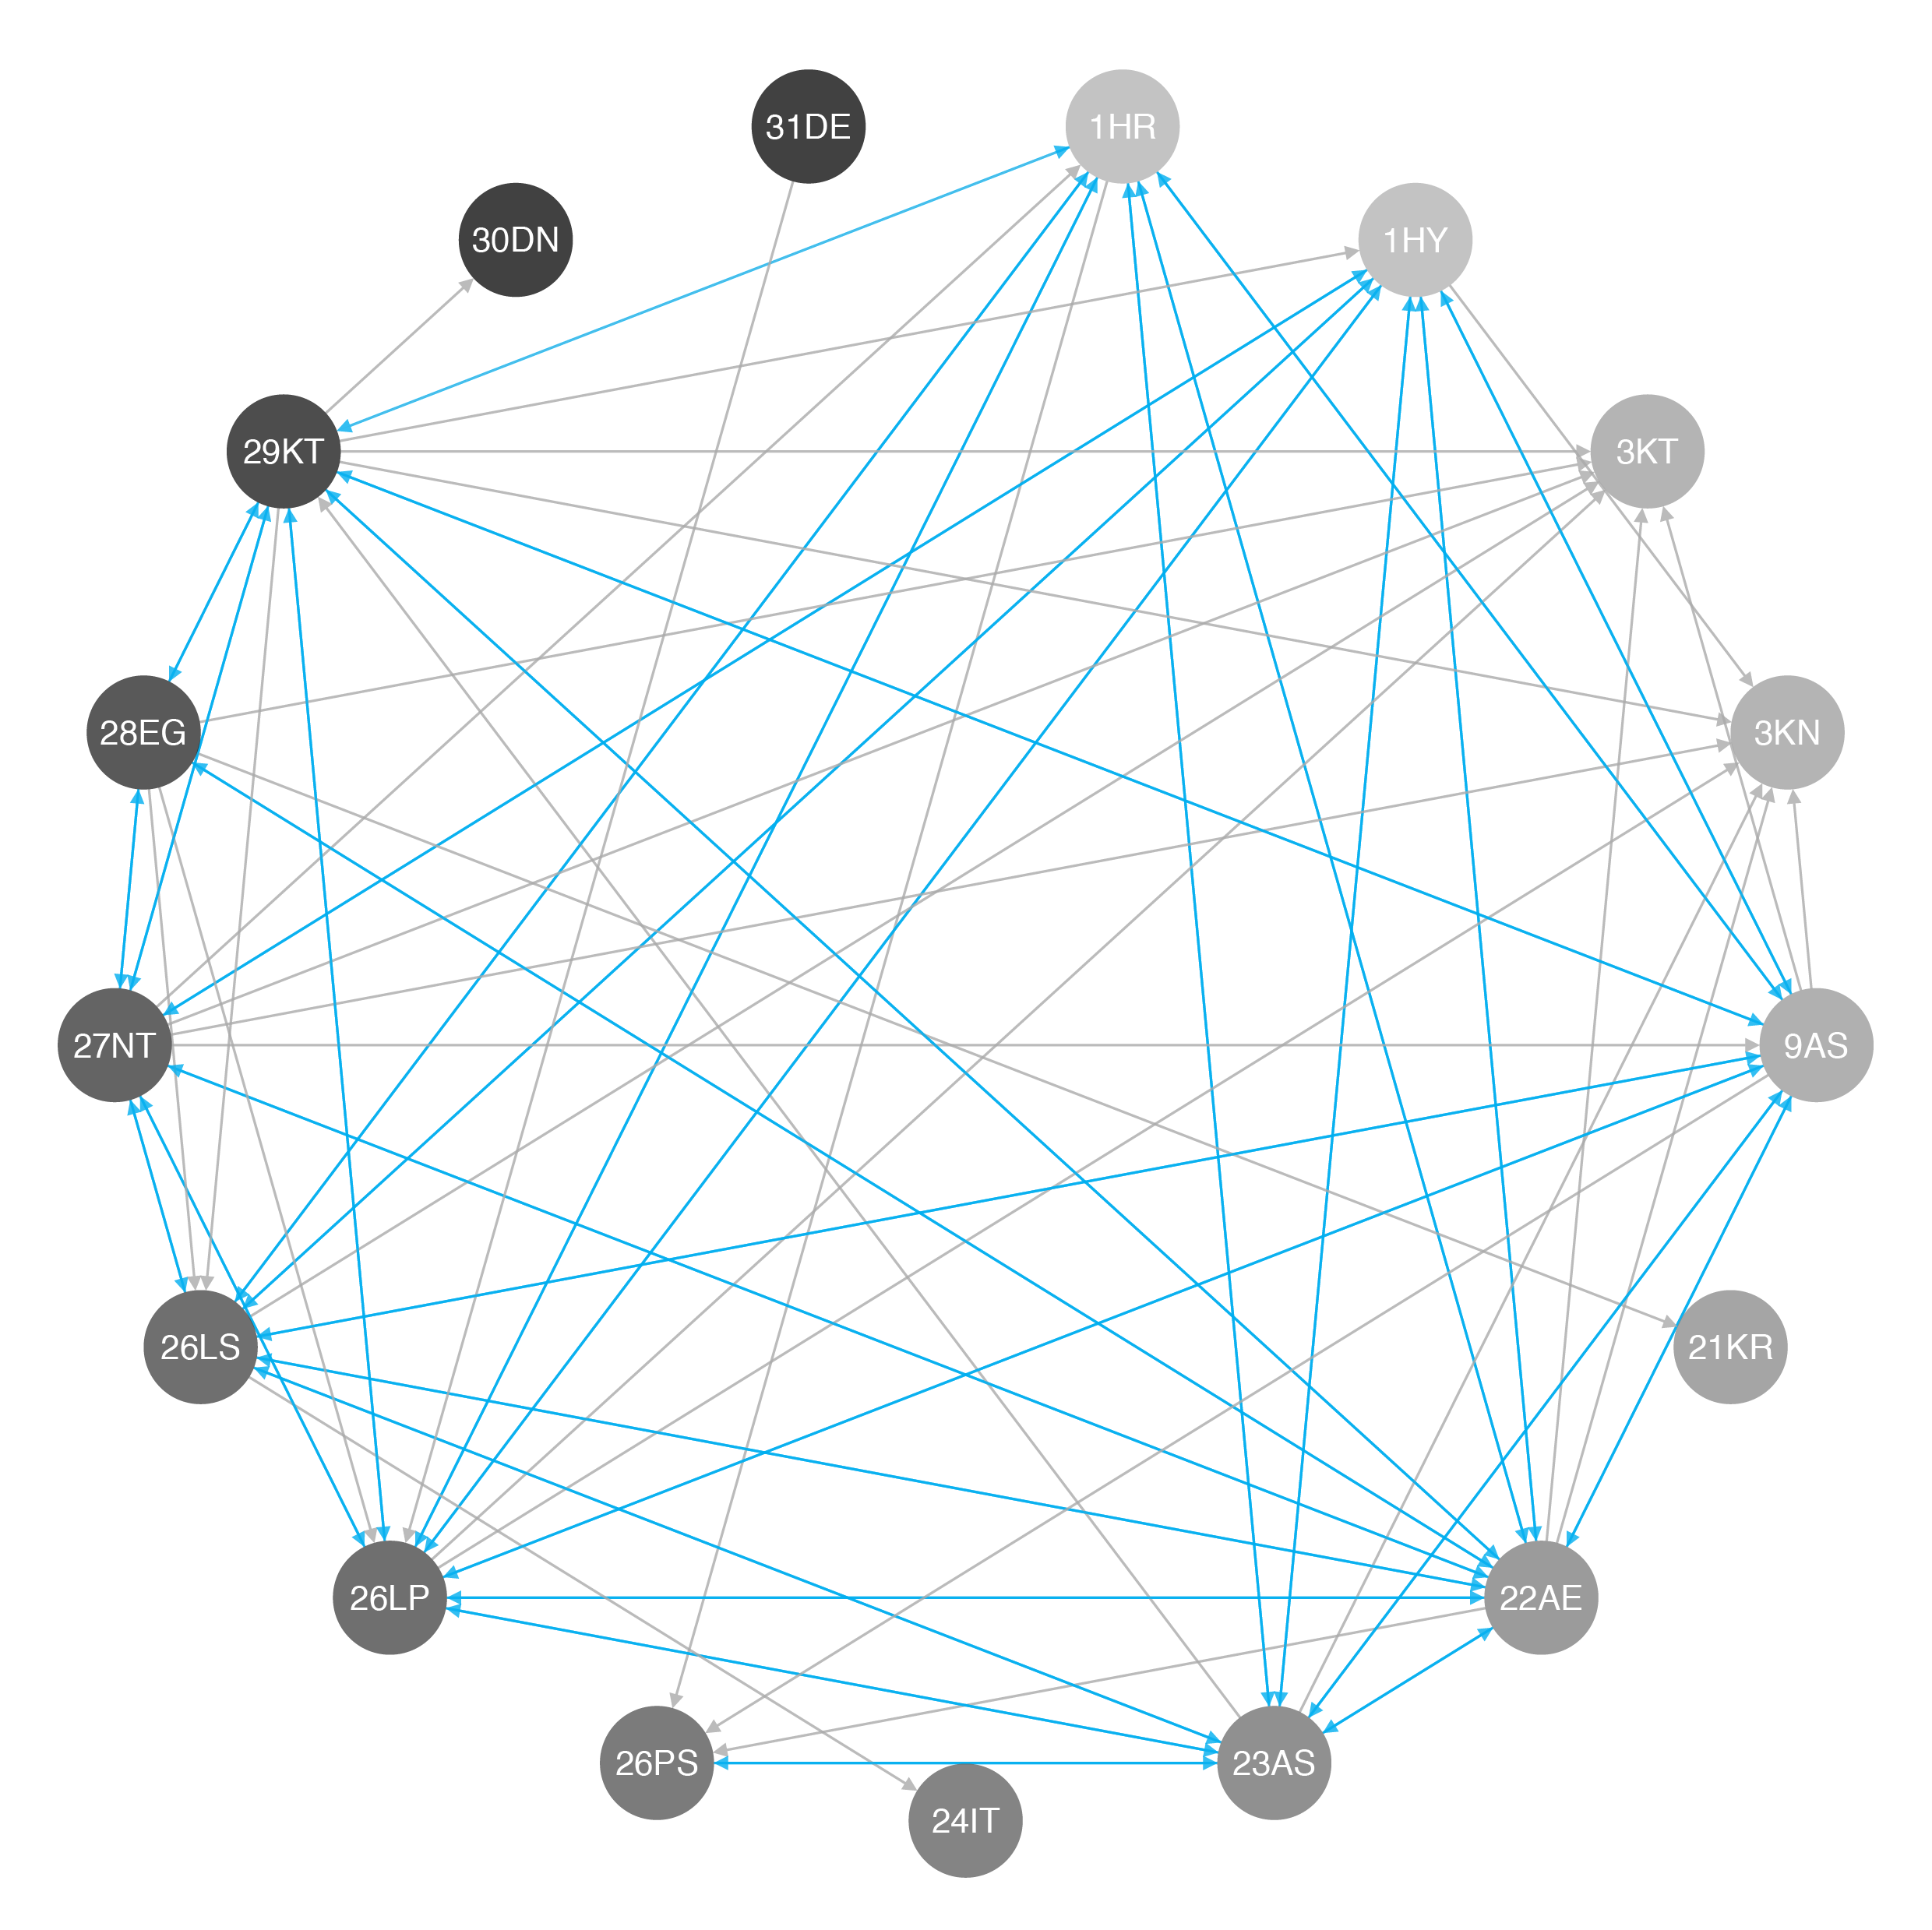 31DE
1HR
30DN
1HY
29KT
3KT
28EG
3KN
27NT
9AS
26LS
21KR
26LP
22AE
26PS
23AS
24IT